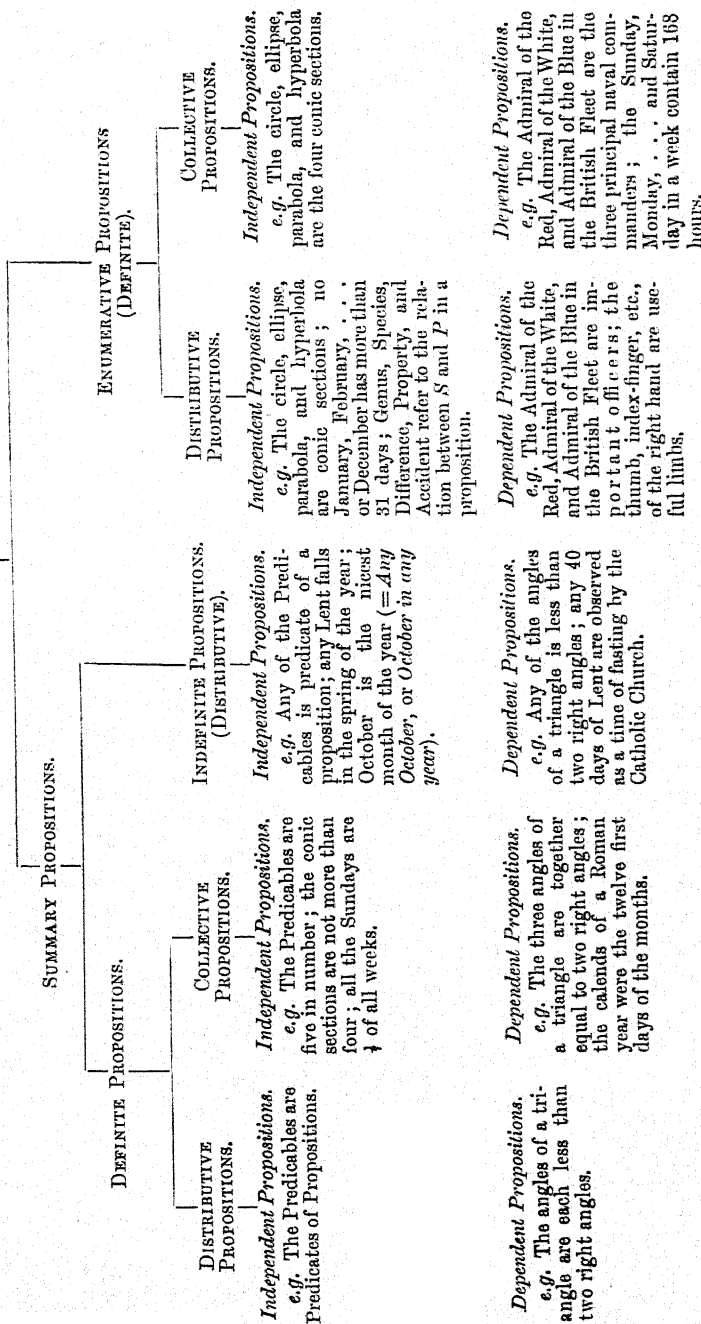 SUMMARY PROPOSITIONS.
ENUMERATIVE PROPOSITIONS
(DEFINITE).
DEFINITE PROPOSITIONS.
INDEFINITE PROPOSITIONS.
(DISTRIBUTIVE).
DISTRIBUTIVE
PROPOSITIONS.
COLLECTIVE
PROPOSITIONS.
DISTRIBUTIVE
PROPOSITIONS.
COLLECTIVE
PROPOSITIONS.
Independent Propositions.
e.g. The Predicables are
Predicates of Propositions.
Independent Propositions.
e.g. The Predicables are
five in number; the conic
sections are not more than
four; all the Sundays are
of all weeks.
Independent Propositions.
e.g. Any of the Predi-
cables is predicate of a
proposition; any Lent falls
in the spring of the year;
October is the nicest
month of the year (=Any
October, or October in any
year).
Independent Propositions.
e.g. The circle, ellipse,
parabola, and hyperbola
are conic sections; no
January, February, . . .
or December has more than
31 days; Genus, Species,
Difference, Property, and
Accident refer to the rela-
tion between S and P in a
proposition.
Independent Propositions.
e.g. The circle, ellipse,
parabola, and hyperbola
are the four conic sections.
Dependent Propositions.
e.g. The angles of a tri-
angle are each less than
two right angles.
Dependent Propositions.
e.g. The three angles of
a triangle are together
equal to two right angles;
the calends of a Roman
year were the twelve first
days of the months.
Dependent Propositions.
e.g. Any of the angles
of a triangle is less than
two right angles; any 40
days of Lent are observed
as a time of fasting by the
Catholic Church.
Dependent Propositions.
e.g. The Admiral of the
Red, Admiral of the White,
and Admiral of the Blue in
the British Fleet are im-
portant officers; the
thumb, index-finger, etc.,
of the right hand are use-
ful limbs.
Dependent Propositions.
e.g. The Admiral of the
Red, Admiral of the White,
and Admiral of the Blue in
the British Fleet are the
three principal naval com-
manders; the Sunday,
Monday, . . . and Satur-
day in a week contain 168
hours.